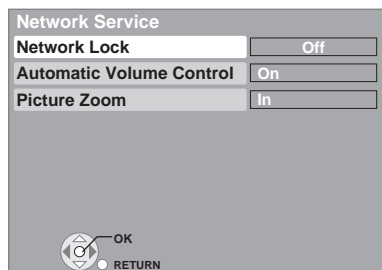 Network Service
Network Lock Off
Automatic Volume Control On
Picture Zoom In
OK
RETURN